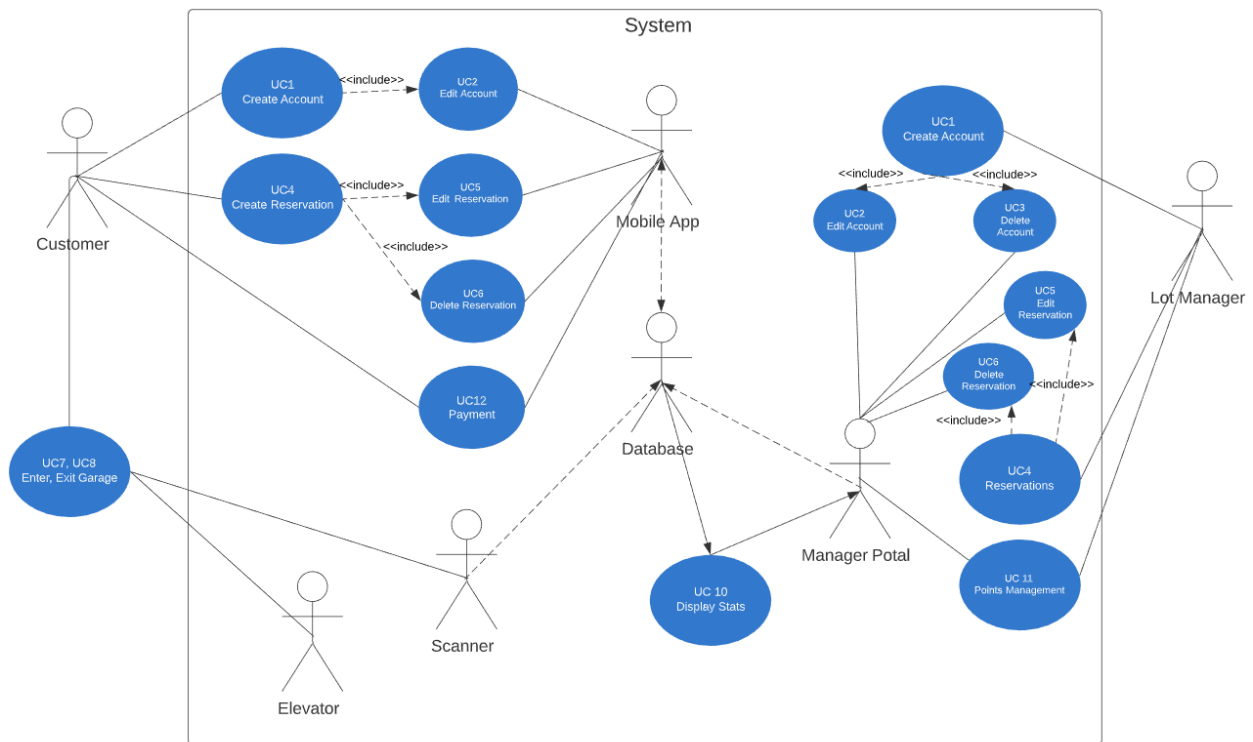 System
UC1
Create Account
<<include>>
UC2
Edit Account
UC1
Create Account
Customer
UC4
Create Reservation
<<include>>
UC5
Edit Reservation
Mobile App
<<include>>
<<include>>
UC2
Edit Account
UC3
Delete
Account
Lot Manager
<<include>>
UC6
Delete Reservation
UC5
Edit
Reservation
UC6
Delete
Reservation
<<include>>
<<include>>
UC12
Payment
Database
UC7, UC8
Enter, Exit Garage
UC4
Reservations
Manager Potal
UC 10
Display Stats
UC 11
Points Management
Scanner
Elevator